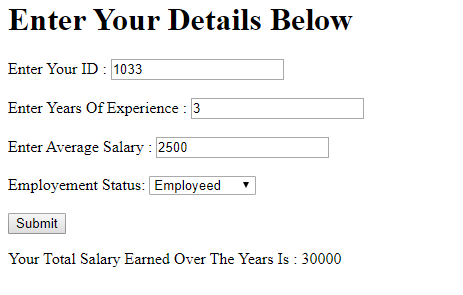 Enter Your Details Below
Enter Your ID : 1033
Enter Years Of Experience : 3
Enter Average Salary : 2500
Employement Status: Employeed
Submit
Your Total Salary Earned Over The Years Is : 30000